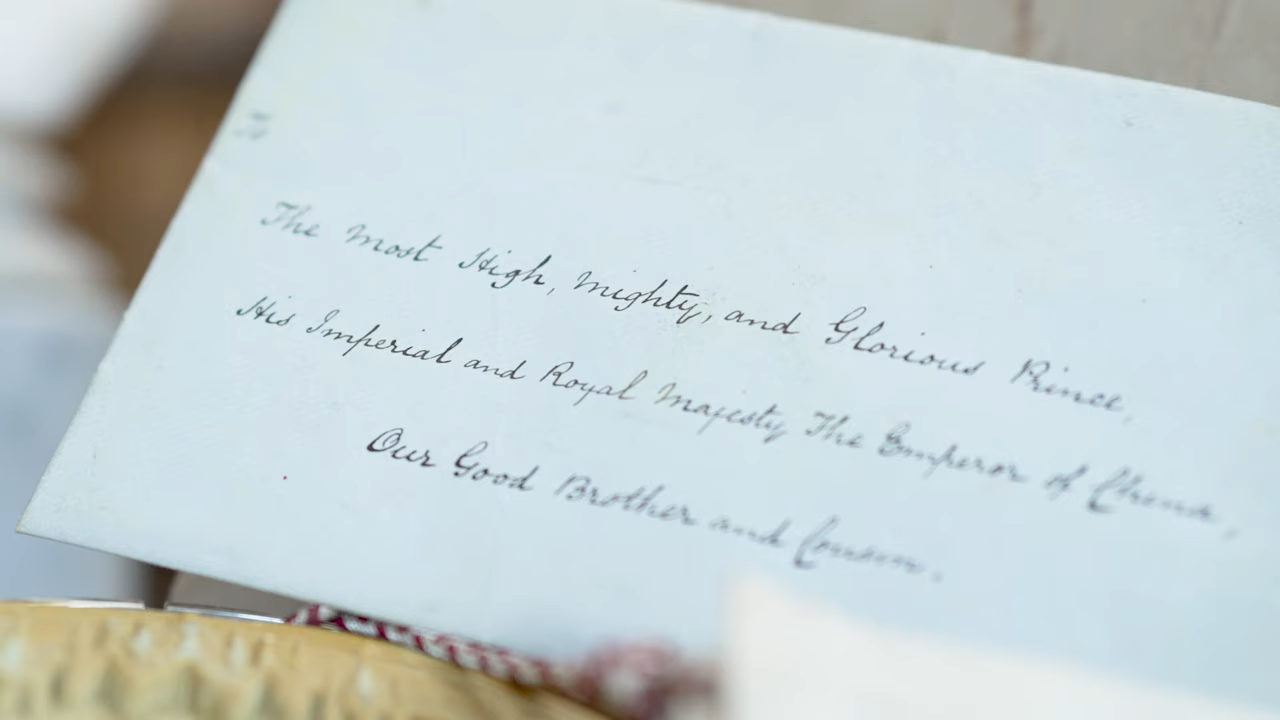 To
The Most High, Mighty, and Glorious Prince,
His Imperial and Royal Majesty The Emperor of China,
Our Good Brother and Cousin.